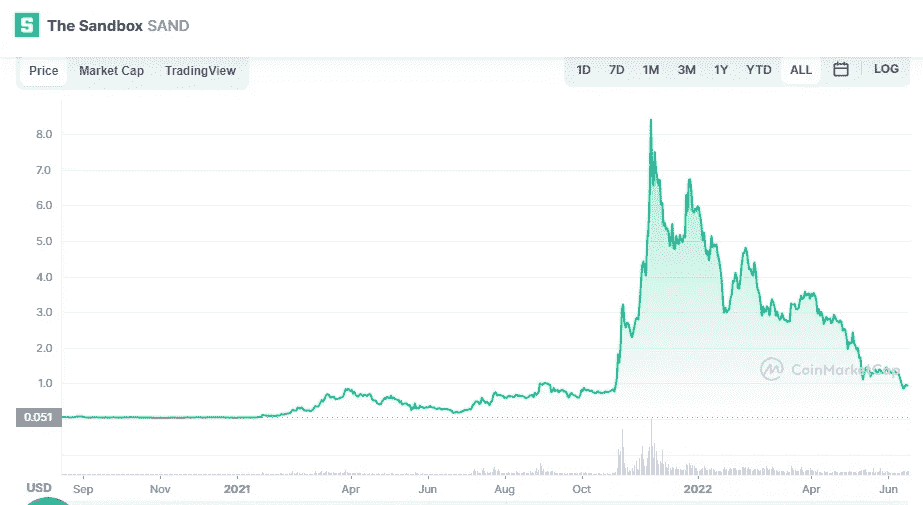 S The Sandbox SAND
Price Market Cap TradingView 1D 7D 1M 3M 1Y YTD ALL LOG
8.0
7.0
6.0
5.0
4.0
3.0
2.0
CoinMarketCap
1.0
0.051
USD Sep Nov 2021 Apr Jun Aug Oct 2022 Apr Jun